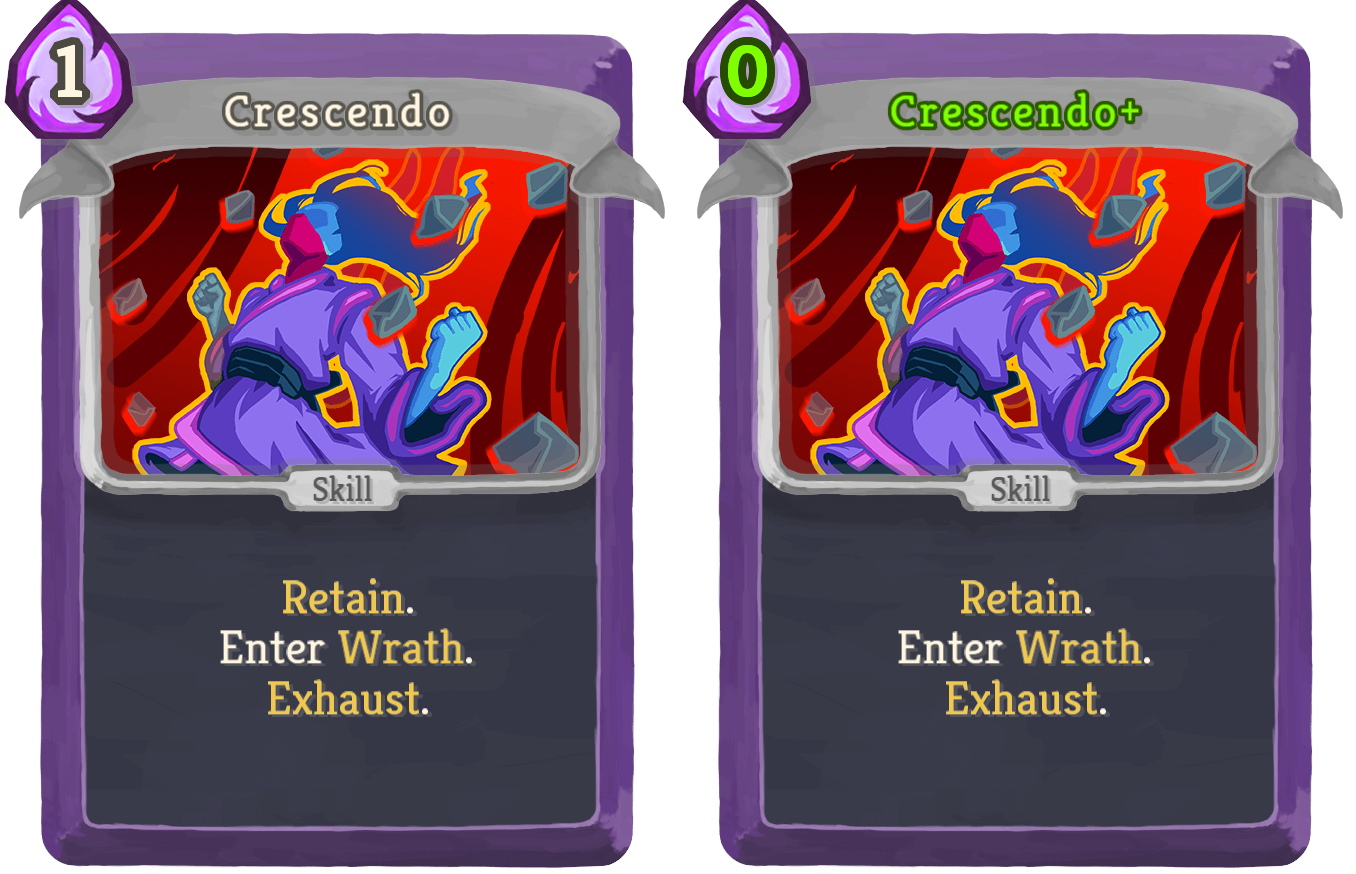 1
Crescendo
Skill
Retain.
Enter Wrath.
Exhaust.
0
Crescendo+
Skill
Retain.
Enter Wrath.
Exhaust.